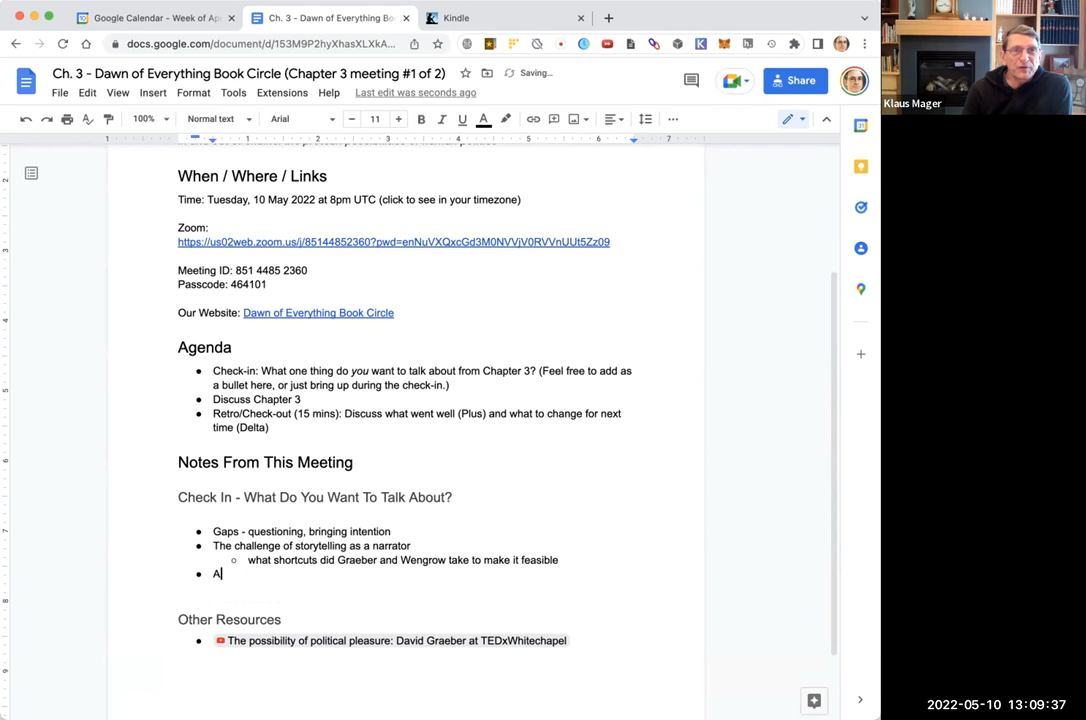 Google Calendar - Week of Ap
Ch. 3 - Dawn of Everything Bo
Kindle
docs.google.com/document/d/153M9P2hyXhasXLXkA...
Ch. 3 - Dawn of Everything Book Circle (Chapter 3 meeting #1 of 2)
Saving...
Share
File Edit View Insert Format Tools Extensions Help Last edit was seconds ago
100% Normal text Arial 11
When / Where / Links
Time: Tuesday, 10 May 2022 at 8pm UTC (click to see in your timezone)
Zoom:
https://us02web.zoom.us/j/85144852360?pwd=enNuVXQxcGd3M0NVVjV0RVVnUUt5Zz09
Meeting ID: 851 4485 2360
Passcode: 464101
Our Website: Dawn of Everything Book Circle
Agenda
Check-in: What one thing do you want to talk about from Chapter 3? (Feel free to add as
a bullet here, or just bring up during the check-in.)
Discuss Chapter 3
Retro/Check-out (15 mins): Discuss what went well (Plus) and what to change for next
time (Delta)
Notes From This Meeting
Check In - What Do You Want To Talk About?
Gaps - questioning, bringing intention
The challenge of storytelling as a narrator
what shortcuts did Graeber and Wengrow take to make it feasible
A
Other Resources
The possibility of political pleasure: David Graeber at TEDxWhitechapel
Klaus Mager
2022-05-10 13:09:37